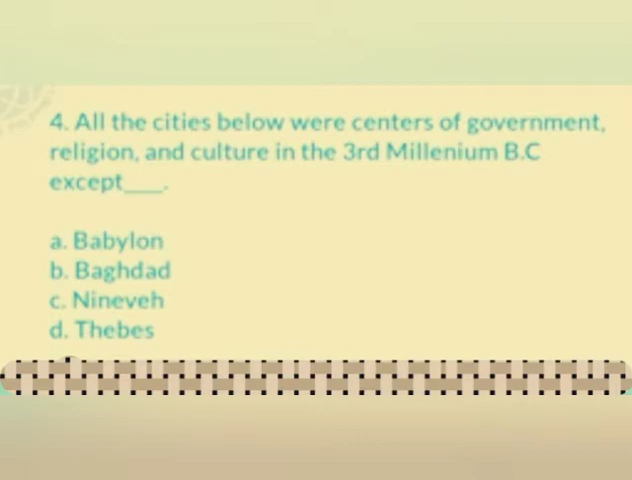 4. All the cities below were centers of government,
religion, and culture in the 3rd Millenium B.C
except____.
a. Babylon
b. Baghdad
c. Nineveh
d. Thebes